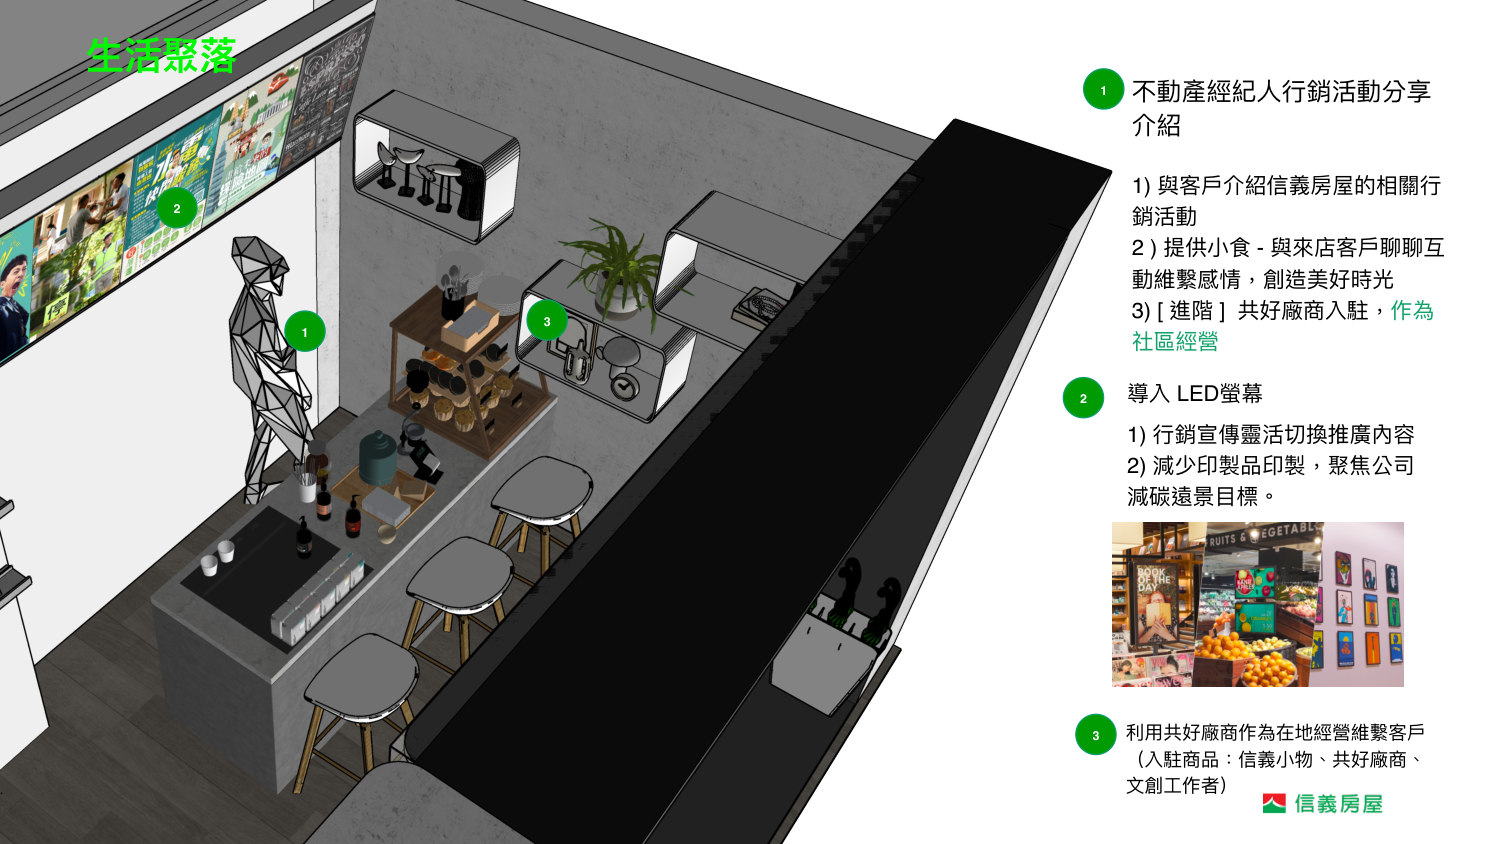 生活聚落
水電
快閃服務
2
1
3
1
不動產經紀人行銷活動分享
介紹
1) 與客戶介紹信義房屋的相關行
銷活動
2 ) 提供小食 - 與來店客戶聊聊互
動維繫感情，創造美好時光
3) [ 進階 ] 共好廠商入駐，作為
社區經營
2
導入 LED螢幕
1) 行銷宣傳靈活切換推廣內容
2) 減少印製品印製，聚焦公司
減碳遠景目標。
BOOK
OF THE
DAY
3
利用共好廠商作為在地經營維繫客戶
（入駐商品：信義小物、共好廠商、
文創工作者）
信義房屋